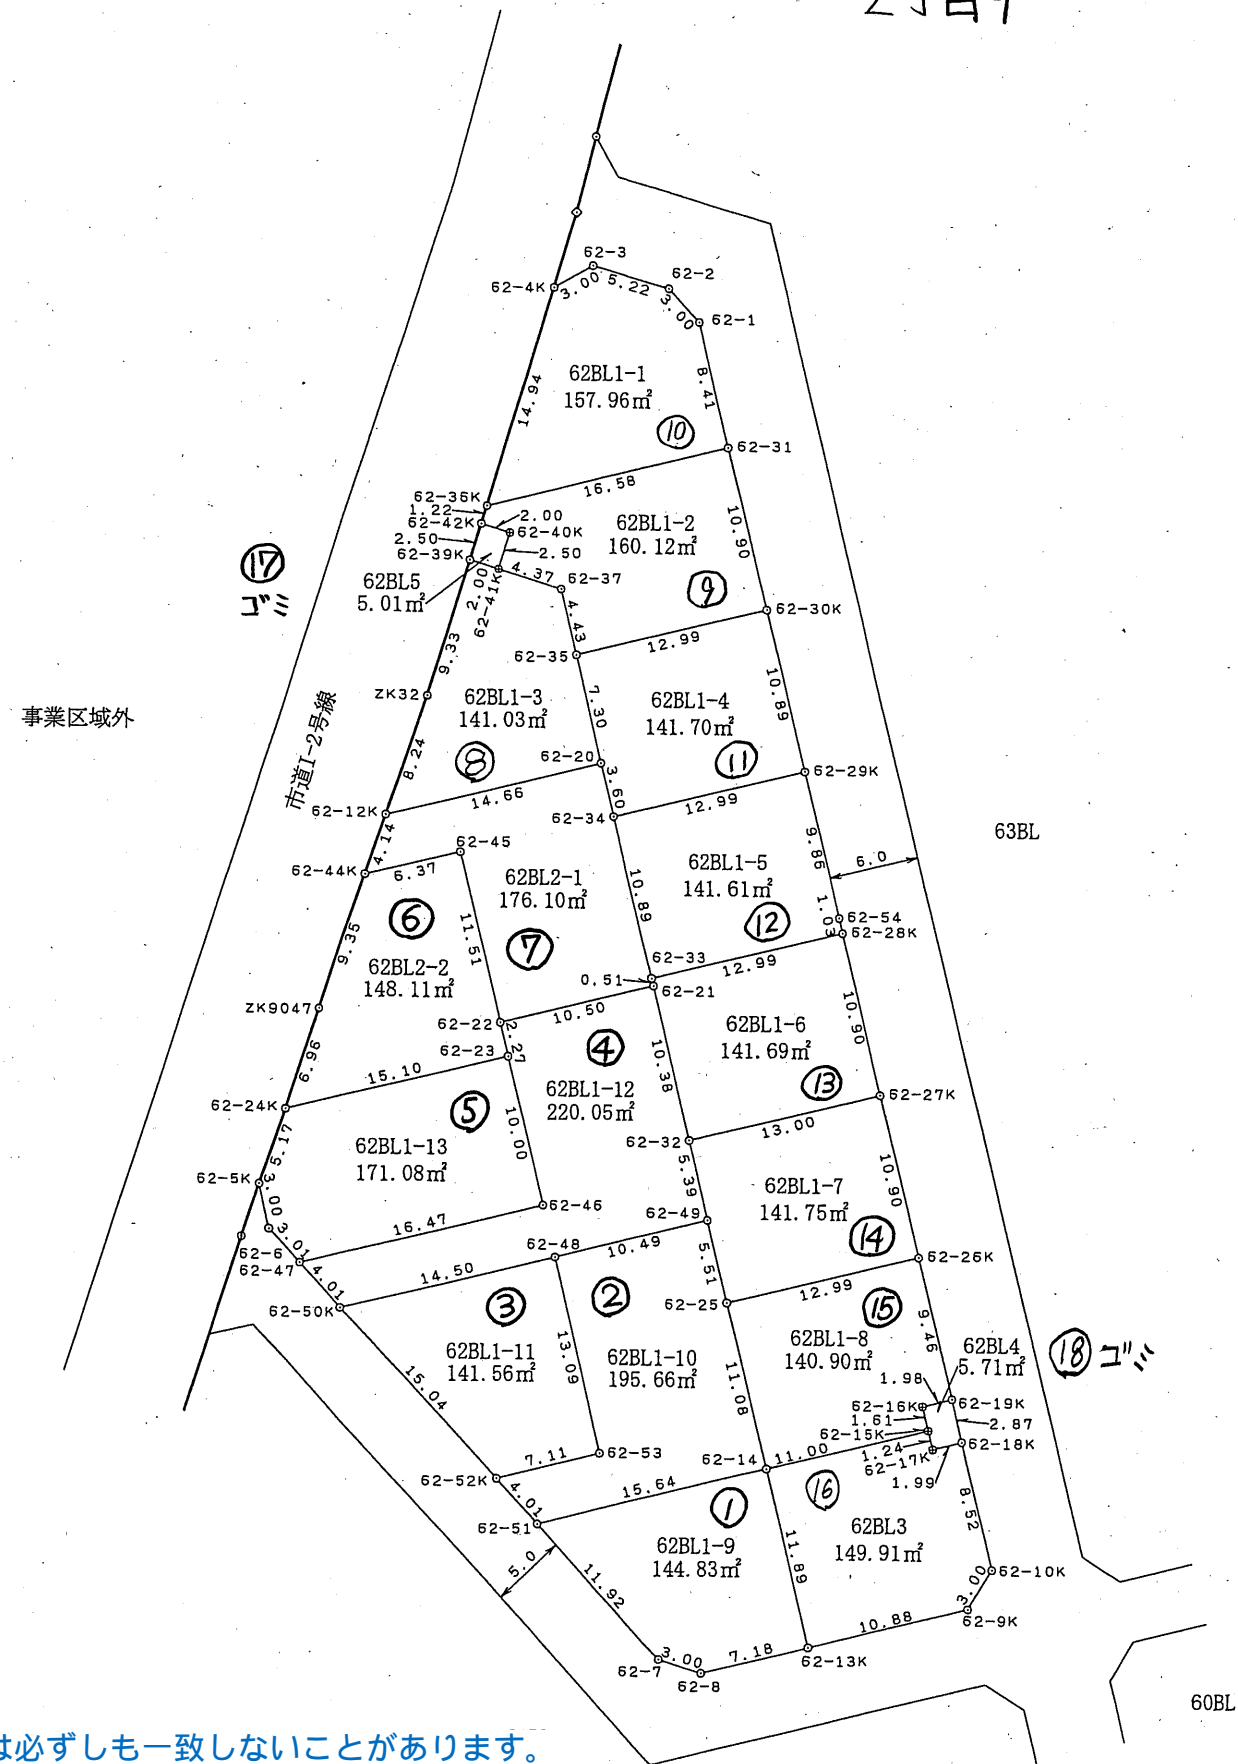 2丁目1
62-3
62-2
62-4K
3.00
5.22
3.00
62-1
62BL1-1
157.96㎡
14.94
8.41
⑩
62-31
16.58
62-36K
1.22
62-42K
2.00
62-40K
62BL1-2
160.12㎡
10.90
2.50
62-39K
2.50
⑰
ゴミ
62BL5
5.01㎡
2.00
62-41K
4.37
62-37
⑨
4.43
62-30K
12.99
62-35
9.33
ZK32
62BL1-3
141.03㎡
7.30
62BL1-4
141.70㎡
10.89
事業区域外
市道1-2号線
8.24
⑧
62-20
⑪
62-29K
14.66
3.60
12.99
62-12K
62-34
4.14
62-45
63BL
62-44K
6.37
62BL2-1
176.10㎡
10.89
62BL1-5
141.61㎡
9.86
6.0
⑥
11.51
⑫
1.03
62-54
62-28K
9.35
⑦
62-33
12.99
62BL2-2
148.11㎡
0.51
62-21
ZK9047
62-22
10.50
62BL1-6
141.69㎡
10.90
2.27
62-23
④
10.38
6.96
15.10
62BL1-12
220.05㎡
⑬
62-27K
62-24K
⑤
10.00
62-32
13.00
5.17
62BL1-13
171.08㎡
5.39
62BL1-7
141.75㎡
10.90
62-5K
3.00
62-46
62-49
16.47
⑭
3.01
62-6
62-47
62-48
10.49
5.51
62-26K
4.01
14.50
12.99
62-50K
③
②
62-25
⑮
9.46
62BL1-11
141.56㎡
13.09
62BL1-10
195.66㎡
62BL1-8
140.90㎡
62BL4
5.71㎡
⑱ ゴミ
15.04
11.08
1.98
62-16K
62-19K
1.61
62-15K
2.87
62-18K
7.11
62-53
62-14
11.00
1.24
62-17K
1.99
62-52K
4.01
15.64
①
⑯
62-51
62BL1-9
144.83㎡
62BL3
149.91㎡
8.52
5.0
11.92
11.89
62-10K
3.00
62-9K
10.88
3.00
7.18
62-13K
62-7
62-8
60BL
は必ずしも一致しないことがあります。